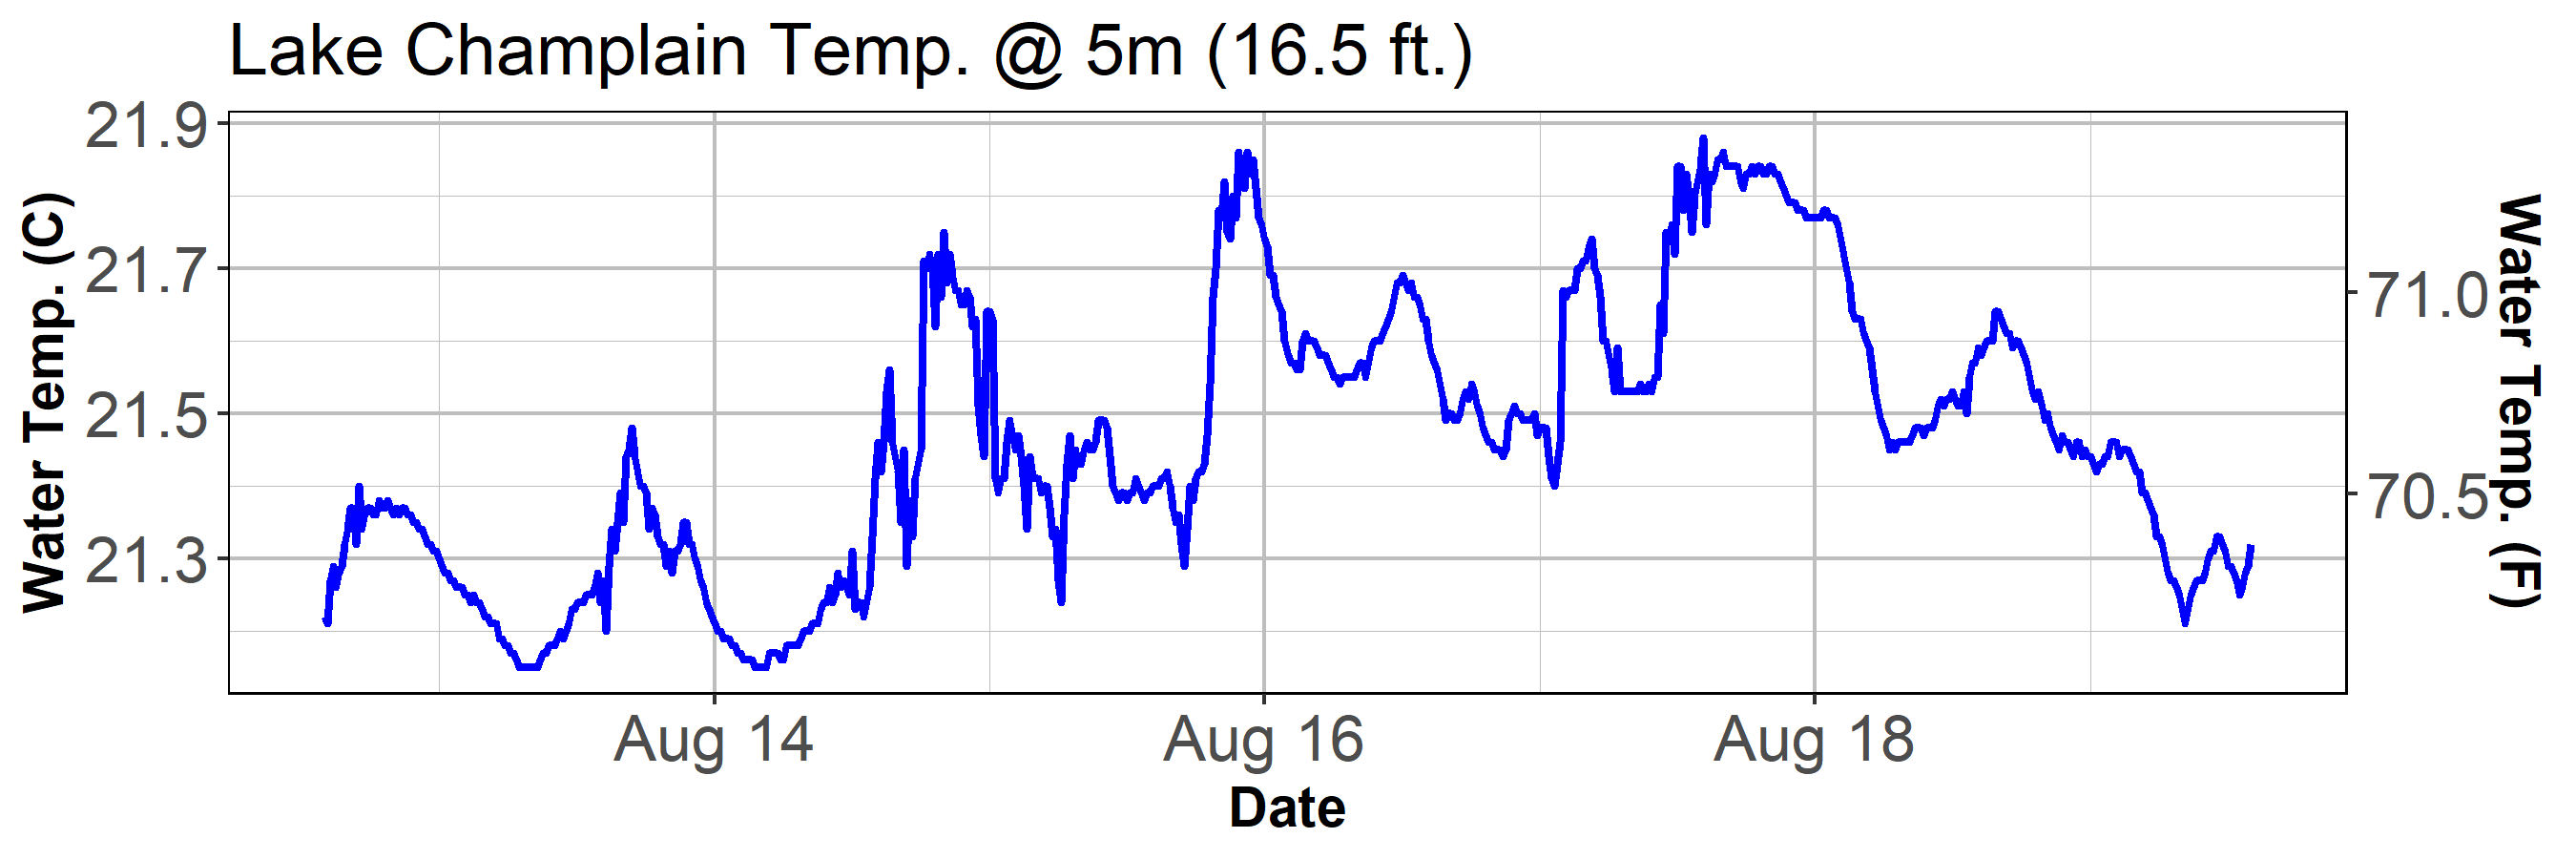 Lake Champlain Temp. @ 5m (16.5 ft.)
Water Temp. (C)
21.9
21.7
21.5
21.3
71.0
70.5
Water Temp. (F)
Aug 14
Aug 16
Aug 18
Date